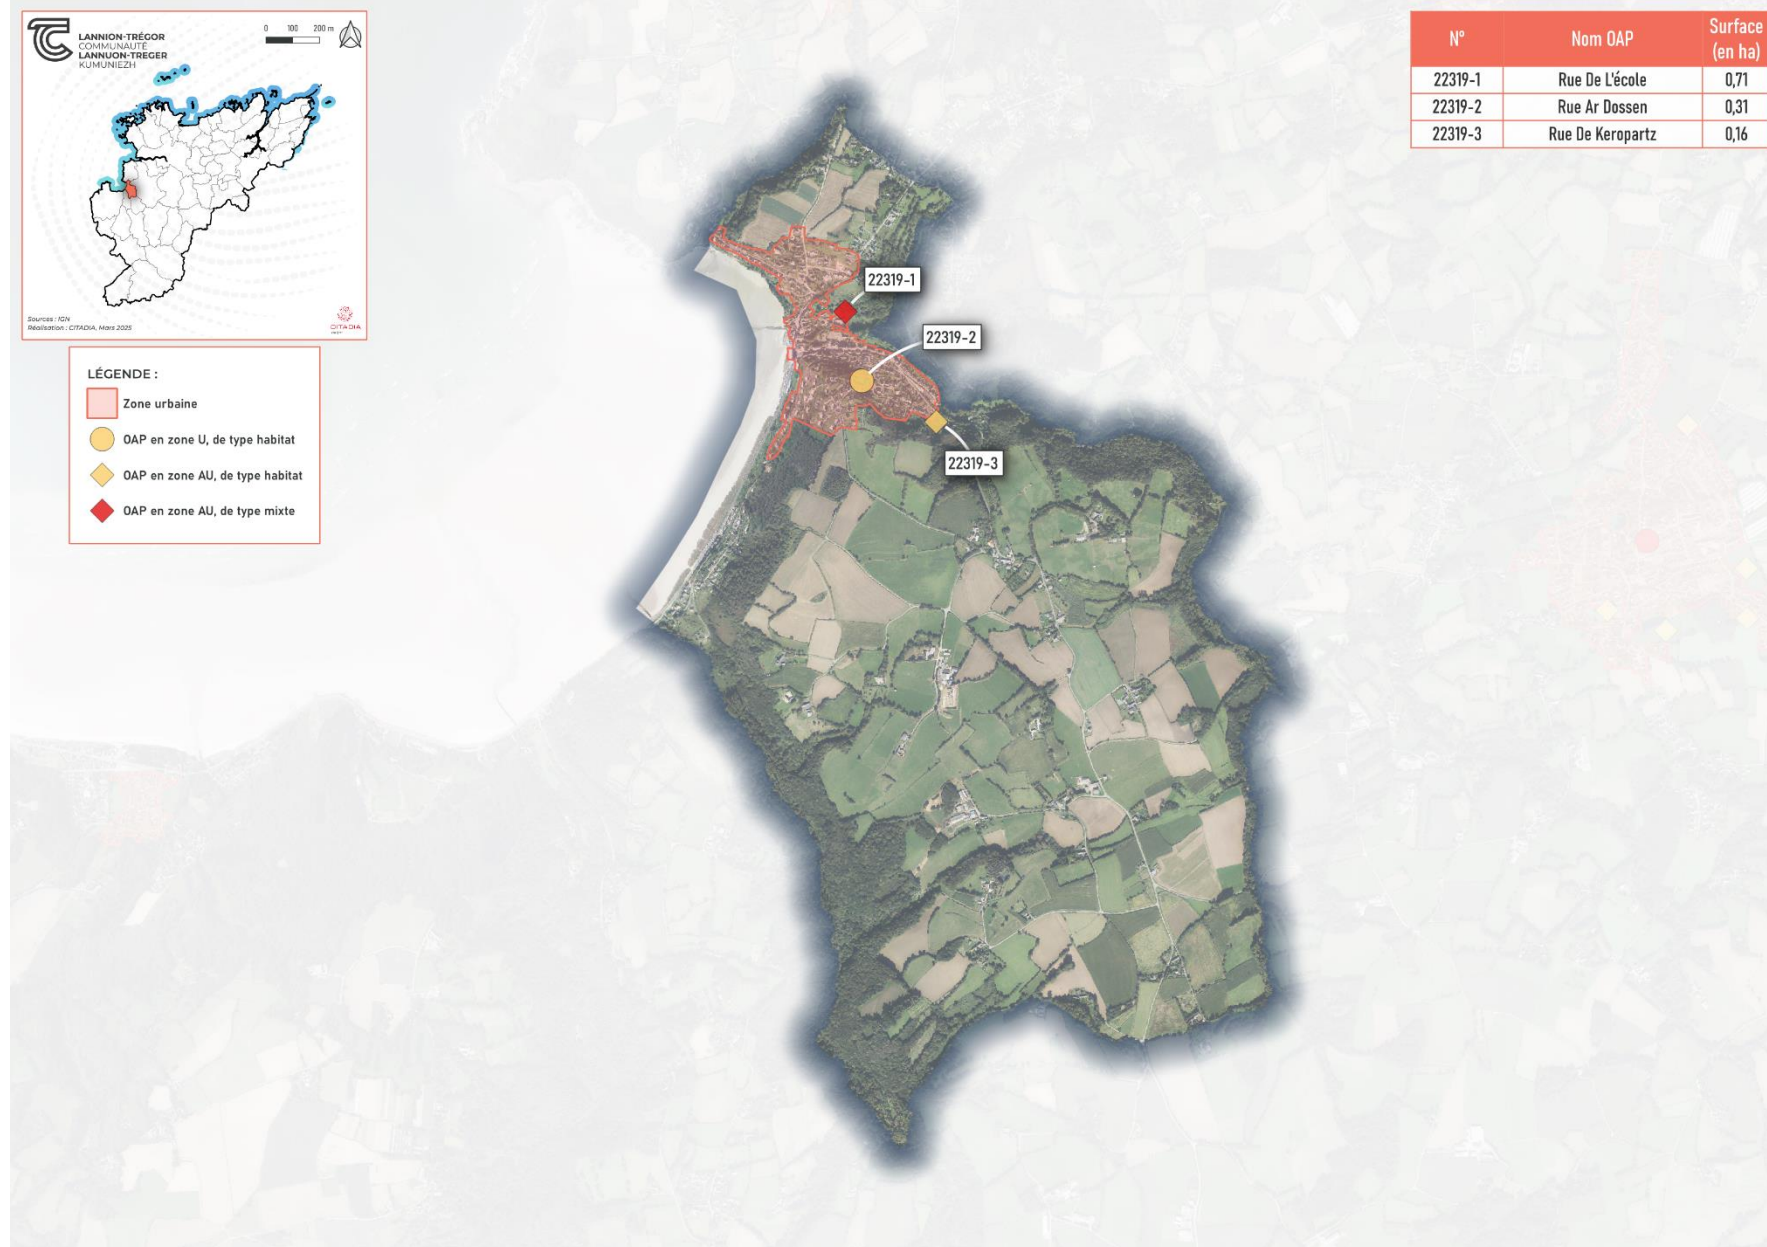 LANNION-TRÉGOR
COMMUNAUTÉ
LANNUON-TREGER
KUMUNIEZH
0 100 200 m
Sources : IGN
Réalisation : CITADIA, Mars 2025
CITADIA
LÉGENDE :
Zone urbaine
OAP en zone U, de type habitat
OAP en zone AU, de type habitat
OAP en zone AU, de type mixte
N° Nom OAP Surface (en ha)
22319-1 Rue De L'école 0,71
22319-2 Rue Ar Dossen 0,31
22319-3 Rue De Keropartz 0,16
22319-1
22319-2
22319-3